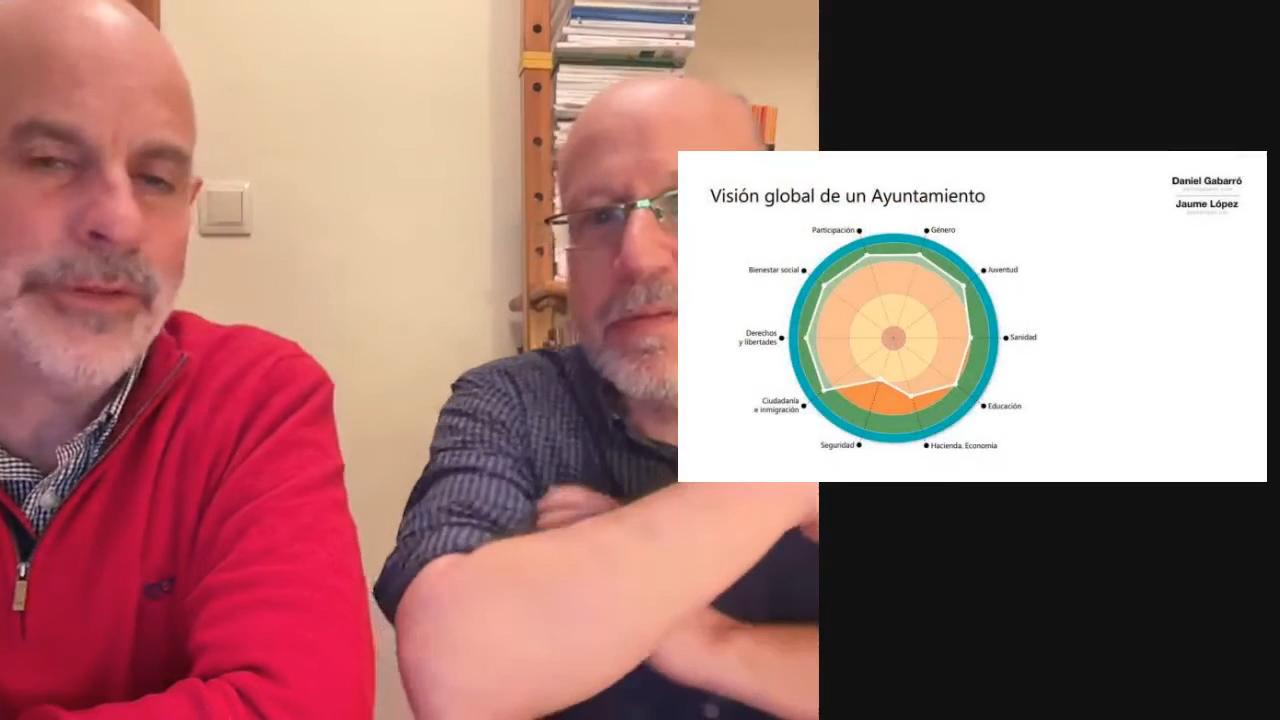 Visión global de un Ayuntamiento
Daniel Gabarró
Jaume López
Participación
Género
Bienestar social
Juventud
Derechos
y libertades
Sanidad
Ciudadanía
e inmigración
Educación
Seguridad
Hacienda. Economía